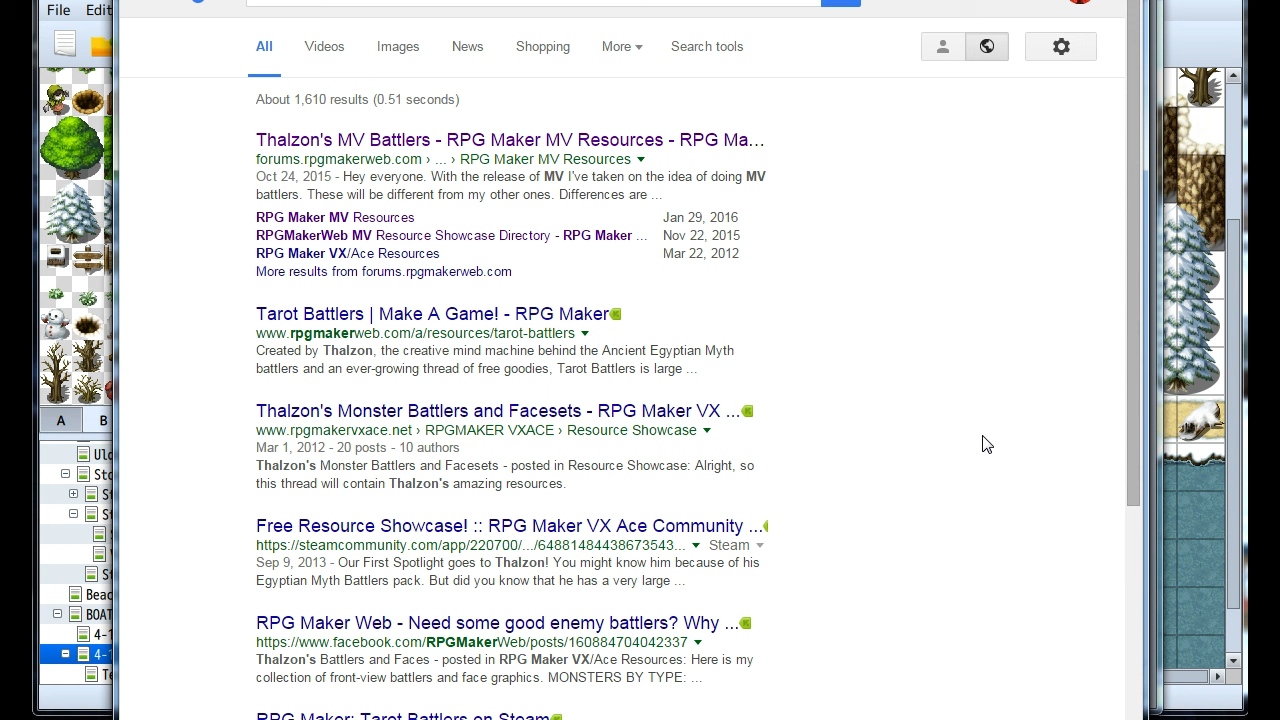 File Edit
All Videos Images News Shopping More Search tools
About 1,610 results (0.51 seconds)
Thalzon's MV Battlers - RPG Maker MV Resources - RPG Ma...
forums.rpgmakerweb.com › ... › RPG Maker MV Resources
Oct 24, 2015 - Hey everyone. With the release of MV I've taken on the idea of doing MV
battlers. These will be different from my other ones. Differences are ...
RPG Maker MV Resources Jan 29, 2016
RPGMakerWeb MV Resource Showcase Directory - RPG Maker ... Nov 22, 2015
RPG Maker VX/Ace Resources Mar 22, 2012
More results from forums.rpgmakerweb.com
Tarot Battlers | Make A Game! - RPG Maker
www.rpgmakerweb.com/a/resources/tarot-battlers
Created by Thalzon, the creative mind machine behind the Ancient Egyptian Myth
battlers and an ever-growing thread of free goodies, Tarot Battlers is large ...
Thalzon's Monster Battlers and Facesets - RPG Maker VX ...
www.rpgmakervxace.net › RPGMAKER VXACE › Resource Showcase
Mar 1, 2012 - 20 posts - 10 authors
Thalzon's Monster Battlers and Facesets - posted in Resource Showcase: Alright, so
this thread will contain Thalzon's amazing resources.
Free Resource Showcase! :: RPG Maker VX Ace Community ...
https://steamcommunity.com/app/220700/.../64881484438673543... Steam
Sep 9, 2013 - Our First Spotlight goes to Thalzon! You might know him because of his
Egyptian Myth Battlers pack. But did you know that he has a very large ...
RPG Maker Web - Need some good enemy battlers? Why ...
https://www.facebook.com/RPGMakerWeb/posts/160884704042337
Thalzon's Battlers and Faces - posted in RPG Maker VX/Ace Resources: Here is my
collection of front-view battlers and face graphics. MONSTERS BY TYPE: ...
RPG Maker: Tarot Battlers on Steam
A B
BOAT
4-1
4-